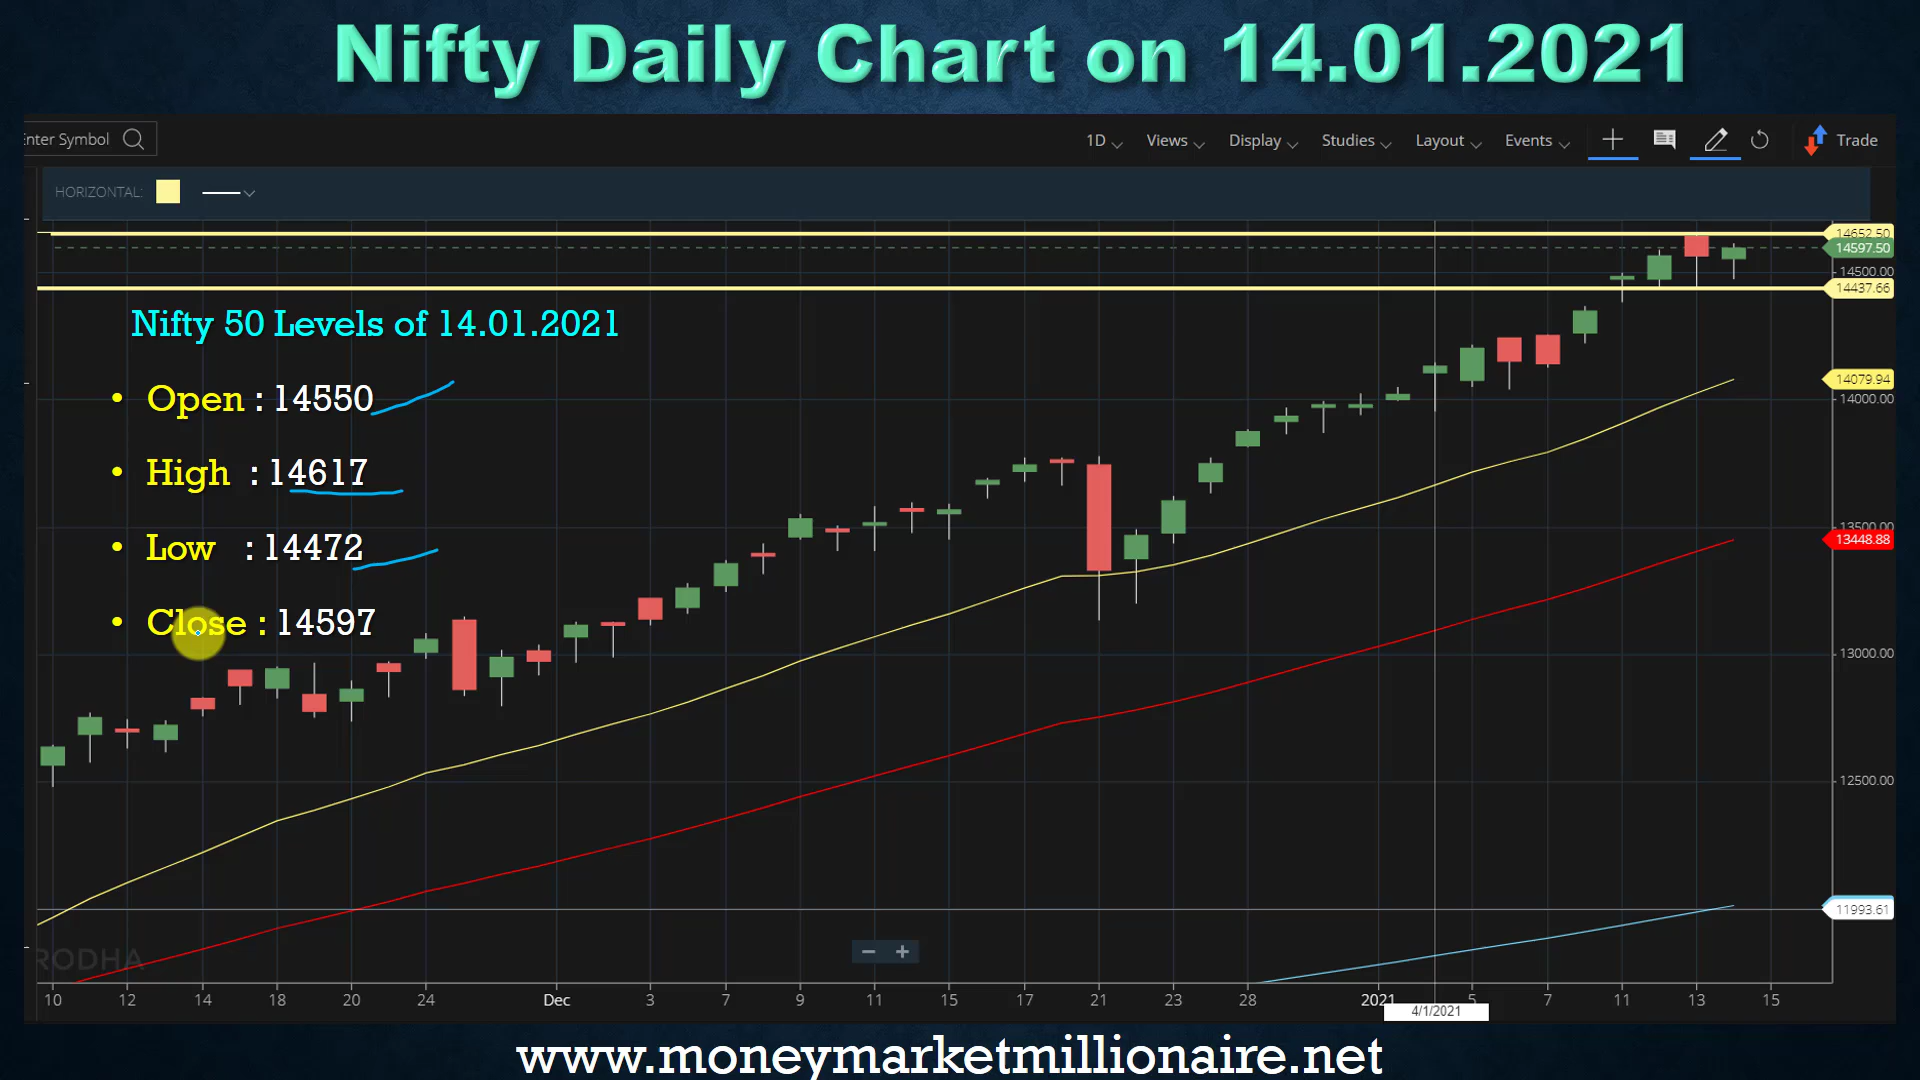 Nifty Daily Chart on 14.01.2021
Enter Symbol
1D Views Display Studies Layout Events Trade
HORIZONTAL:
14652.50
14597.50
14500.00
14437.66
Nifty 50 Levels of 14.01.2021
14079.94
• Open : 14550
14000.00
• High : 14617
13500.00
13448.88
• Low : 14472
• Close : 14597
13000.00
12500.00
11993.61
RODHA
− +
10 12 14 18 20 24 Dec 3 7 9 11 15 17 21 23 28 2021 5 7 11 13 15
4/1/2021
www.moneymarketmillionaire.net